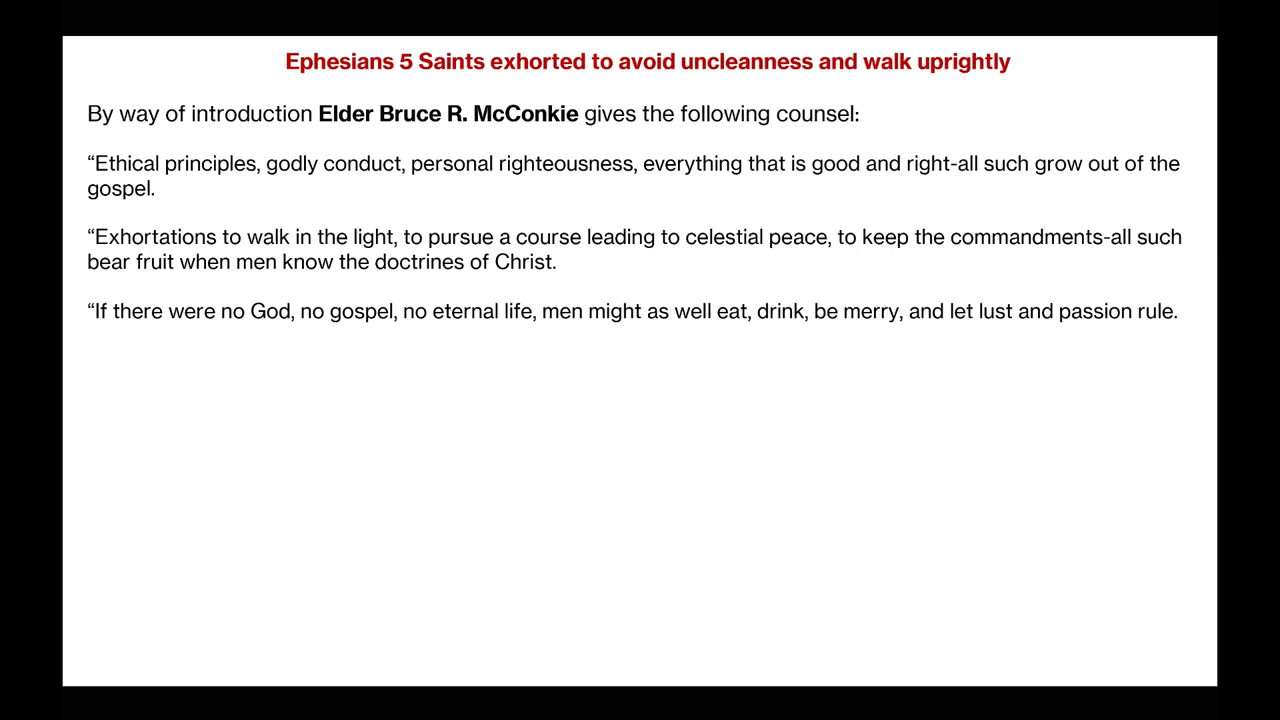 Ephesians 5 Saints exhorted to avoid uncleanness and walk uprightly
By way of introduction Elder Bruce R. McConkie gives the following counsel:
“Ethical principles, godly conduct, personal righteousness, everything that is good and right-all such grow out of the
gospel.
“Exhortations to walk in the light, to pursue a course leading to celestial peace, to keep the commandments-all such
bear fruit when men know the doctrines of Christ.
“If there were no God, no gospel, no eternal life, men might as well eat, drink, be merry, and let lust and passion rule.